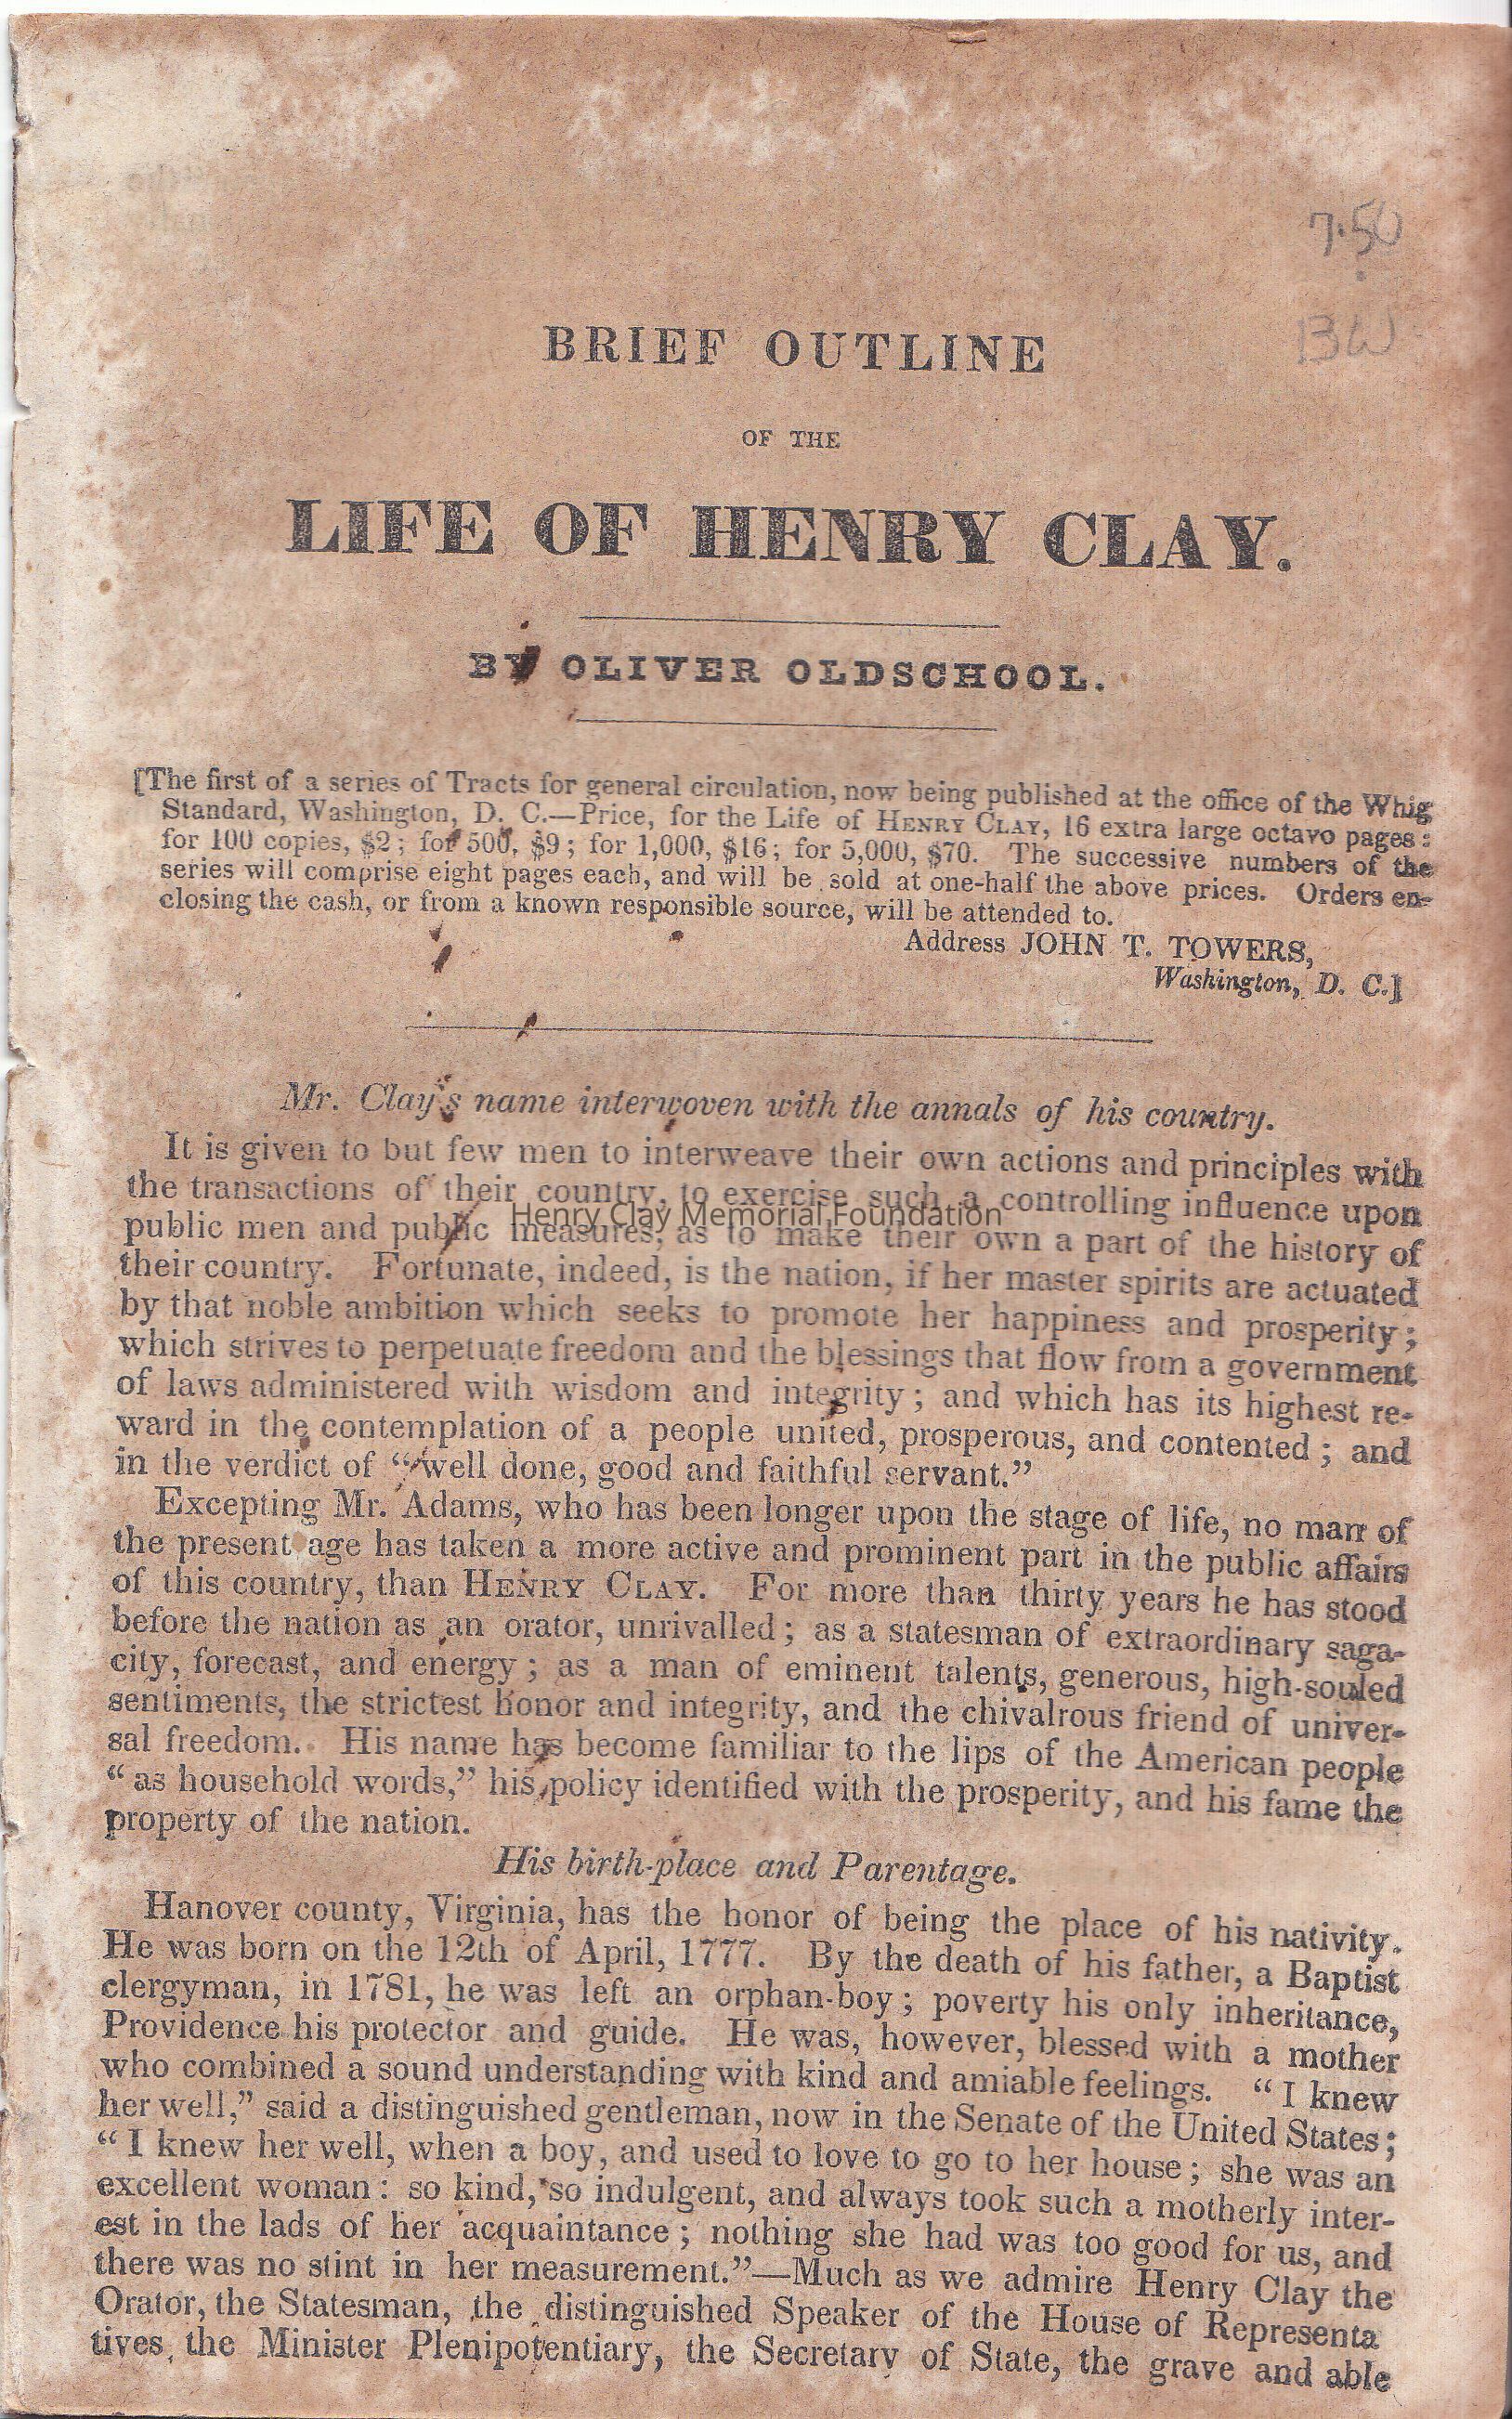 7.50
BRIEF OUTLINE
OF THE
LIFE OF HENRY CLAY.
BY OLIVER OLDSCHOOL.
[The first of a series of Tracts for general circulation, now being published at the office of the Whig
Standard, Washington, D. C.—Price, for the Life of HENRY CLAY, 16 extra large octavo pages:
for 100 copies, $2; for 500, $9; for 1,000, $16; for 5,000, $70. The successive numbers of the
series will comprise eight pages each, and will be sold at one-half the above prices. Orders en-
closing the cash, or from a known responsible source, will be attended to.
Address JOHN T. TOWERS,
Washington, D. C.]
Mr. Clay's name interwoven with the annals of his country.
It is given to but few men to interweave their own actions and principles with
the transactions of their country, to exercise such a controlling influence upon
Henry Clay Memorial Foundation
public men and public measures, as to make their own a part of the history of
their country. Fortunate, indeed, is the nation, if her master spirits are actuated
by that noble ambition which seeks to promote her happiness and prosperity;
which strives to perpetuate freedom and the blessings that flow from a government
of laws administered with wisdom and integrity; and which has its highest re-
ward in the contemplation of a people united, prosperous, and contented; and
in the verdict of "well done, good and faithful servant."
Excepting Mr. Adams, who has been longer upon the stage of life, no man of
the present age has taken a more active and prominent part in the public affairs
of this country, than HENRY CLAY. For more than thirty years he has stood
before the nation as an orator, unrivalled; as a statesman of extraordinary saga-
city, forecast, and energy; as a man of eminent talents, generous, high-souled
sentiments, the strictest honor and integrity, and the chivalrous friend of univer-
sal freedom. His name has become familiar to the lips of the American people
"as household words," his policy identified with the prosperity, and his fame the
property of the nation.
His birth-place and Parentage.
Hanover county, Virginia, has the honor of being the place of his nativity.
He was born on the 12th of April, 1777. By the death of his father, a Baptist
clergyman, in 1781, he was left an orphan-boy; poverty his only inheritance,
Providence his protector and guide. He was, however, blessed with a mother
who combined a sound understanding with kind and amiable feelings. "I knew
her well," said a distinguished gentleman, now in the Senate of the United States;
"I knew her well, when a boy, and used to love to go to her house; she was an
excellent woman: so kind, so indulgent, and always took such a motherly inter-
est in the lads of her acquaintance; nothing she had was too good for us, and
there was no stint in her measurement."—Much as we admire Henry Clay the
Orator, the Statesman, the distinguished Speaker of the House of Representa
tives, the Minister Plenipotentiary, the Secretary of State, the grave and able